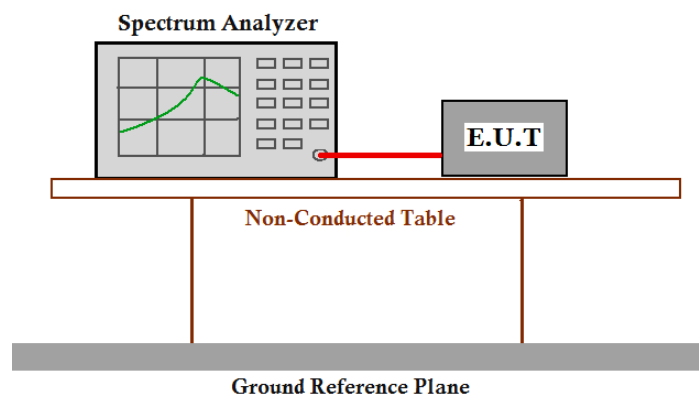 Spectrum Analyzer
E.U.T
Non-Conducted Table
Ground Reference Plane